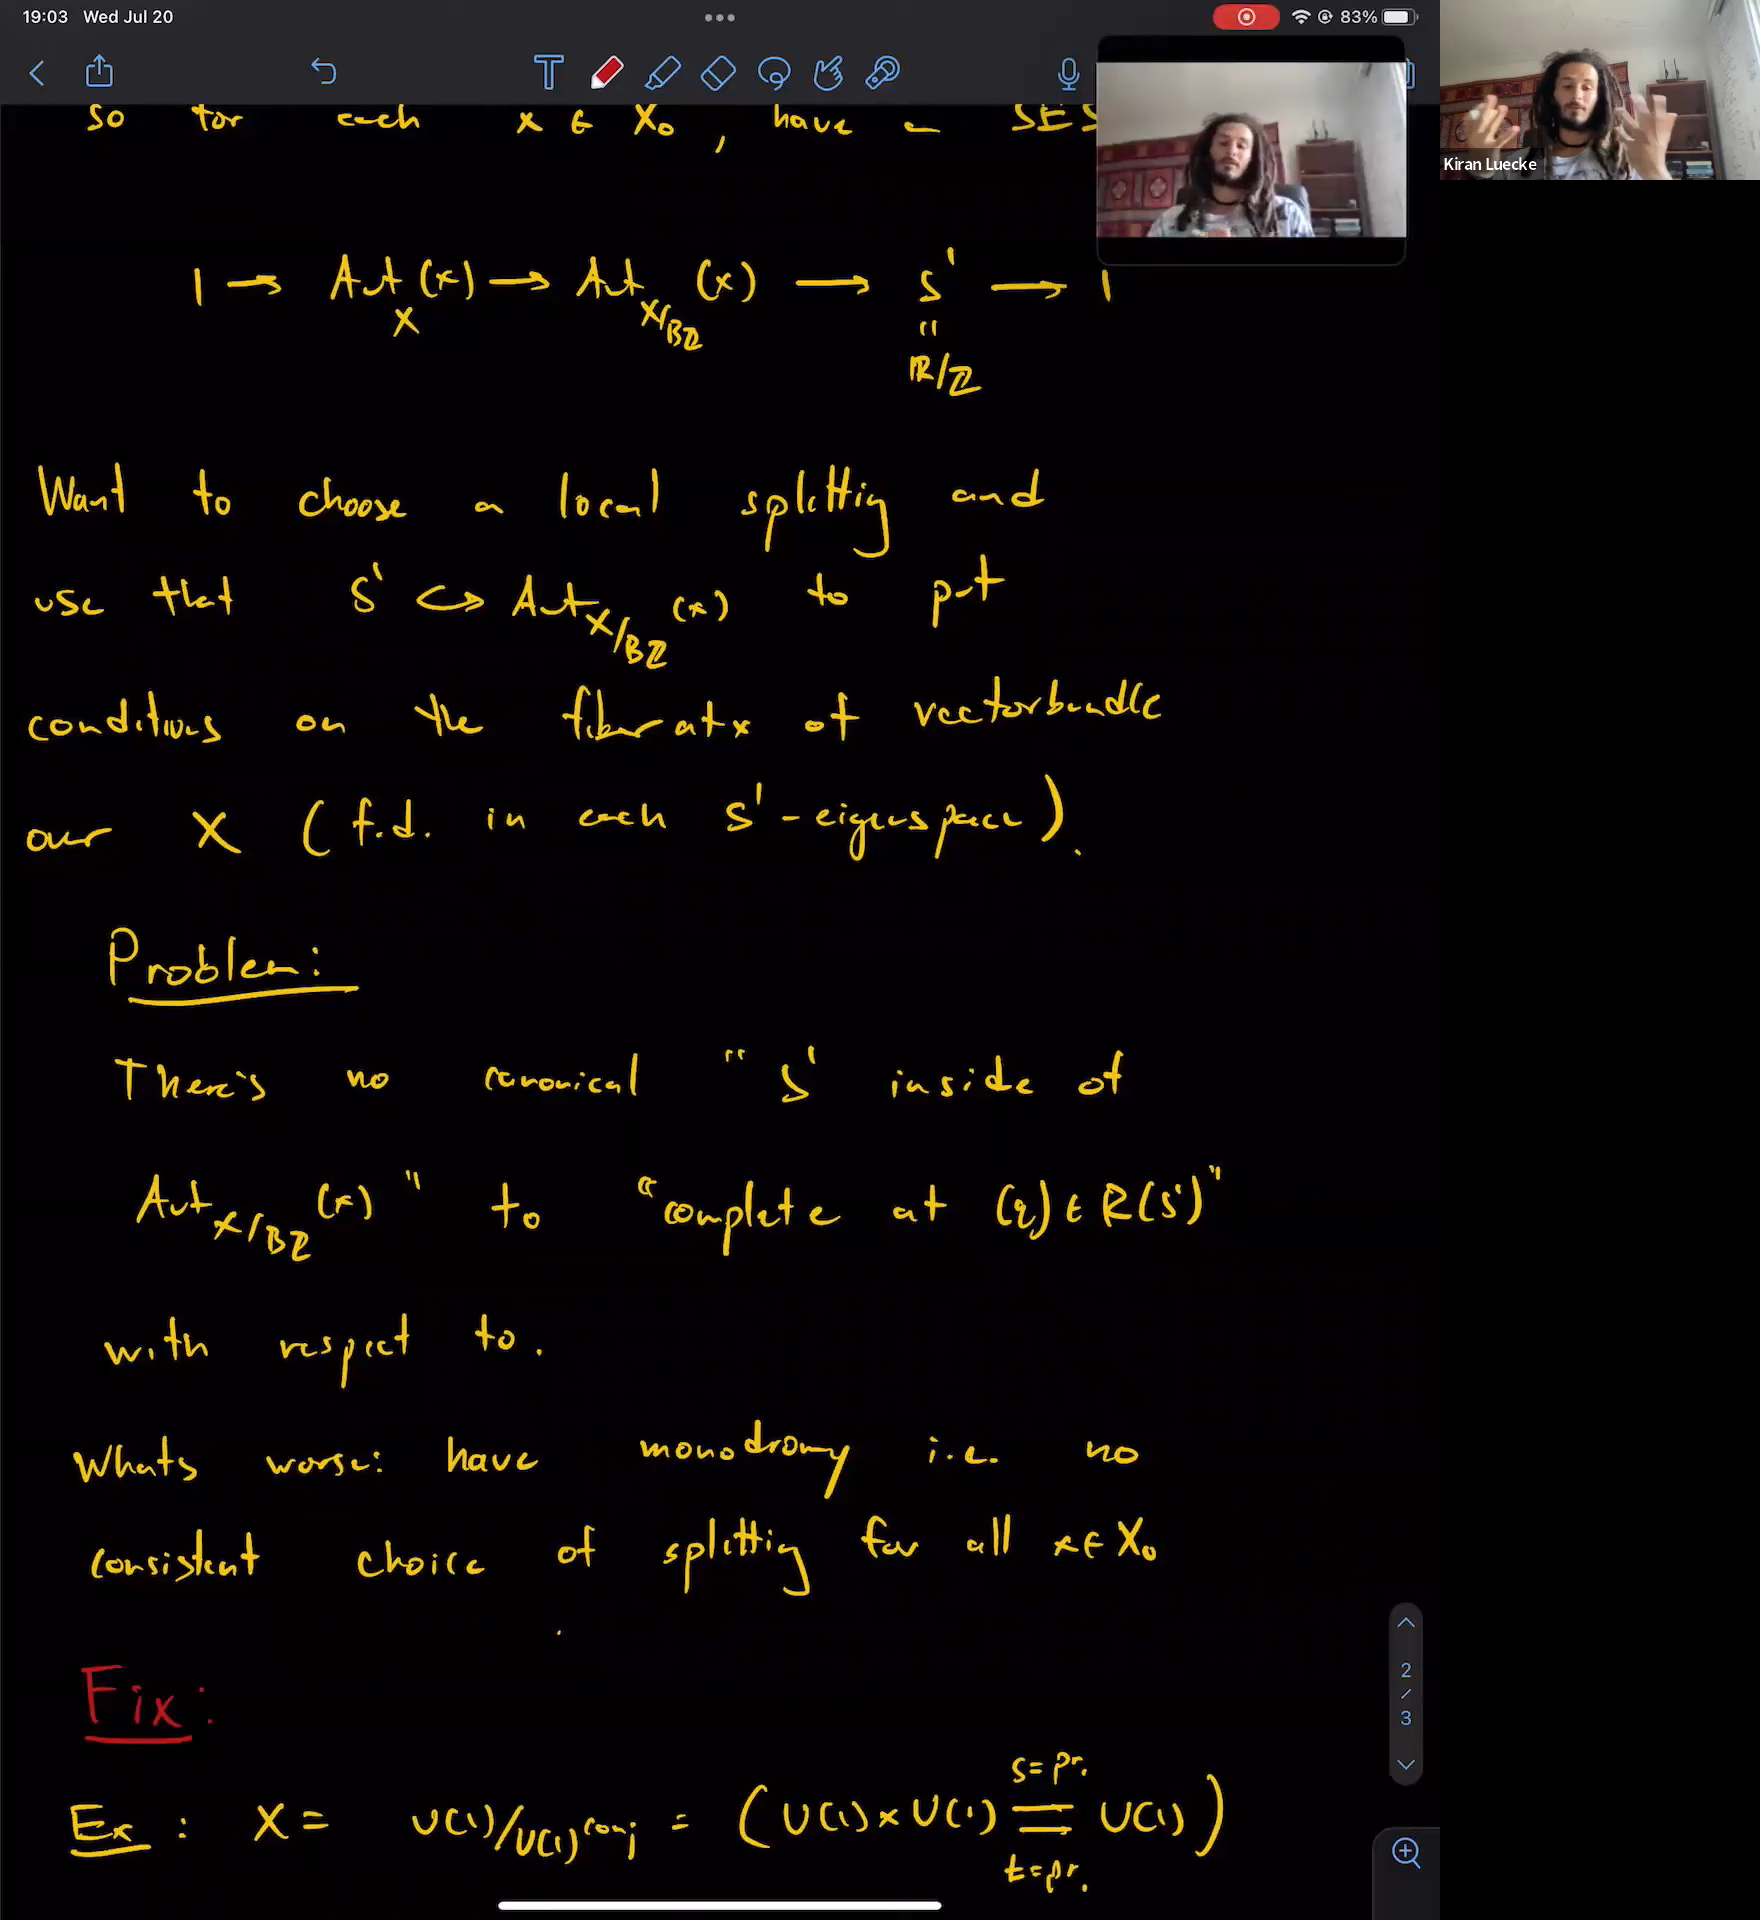 19:03 Wed Jul 20
83%
Kiran Luecke
so for each x ∈ X₀, have a SES
1 → Aut_X (x) → Aut_{X/BZ} (x) → S¹ → 1
=
ℝ/ℤ
Want to choose a local splitting and
use that S¹ ↪ Aut_{X/Bℤ} (x) to put
conditions on the fiber at x of vectorbundle
our X (f.d. in each S¹-eigenspace).
Problem:
There's no canonical "S¹ inside of
Aut_{X/Bℤ} (x)" to "complete at (q) ∈ R(S¹)"
with respect to.
Whats worse: have monodromy i.e. no
consistent choice of splitting for all x ∈ X₀
Fix:
s=pr.
Ex: X = U(1)/U(1)^{conj} = (U(1) × U(1) ⇉ U(1))
t=pr.
2
/
3